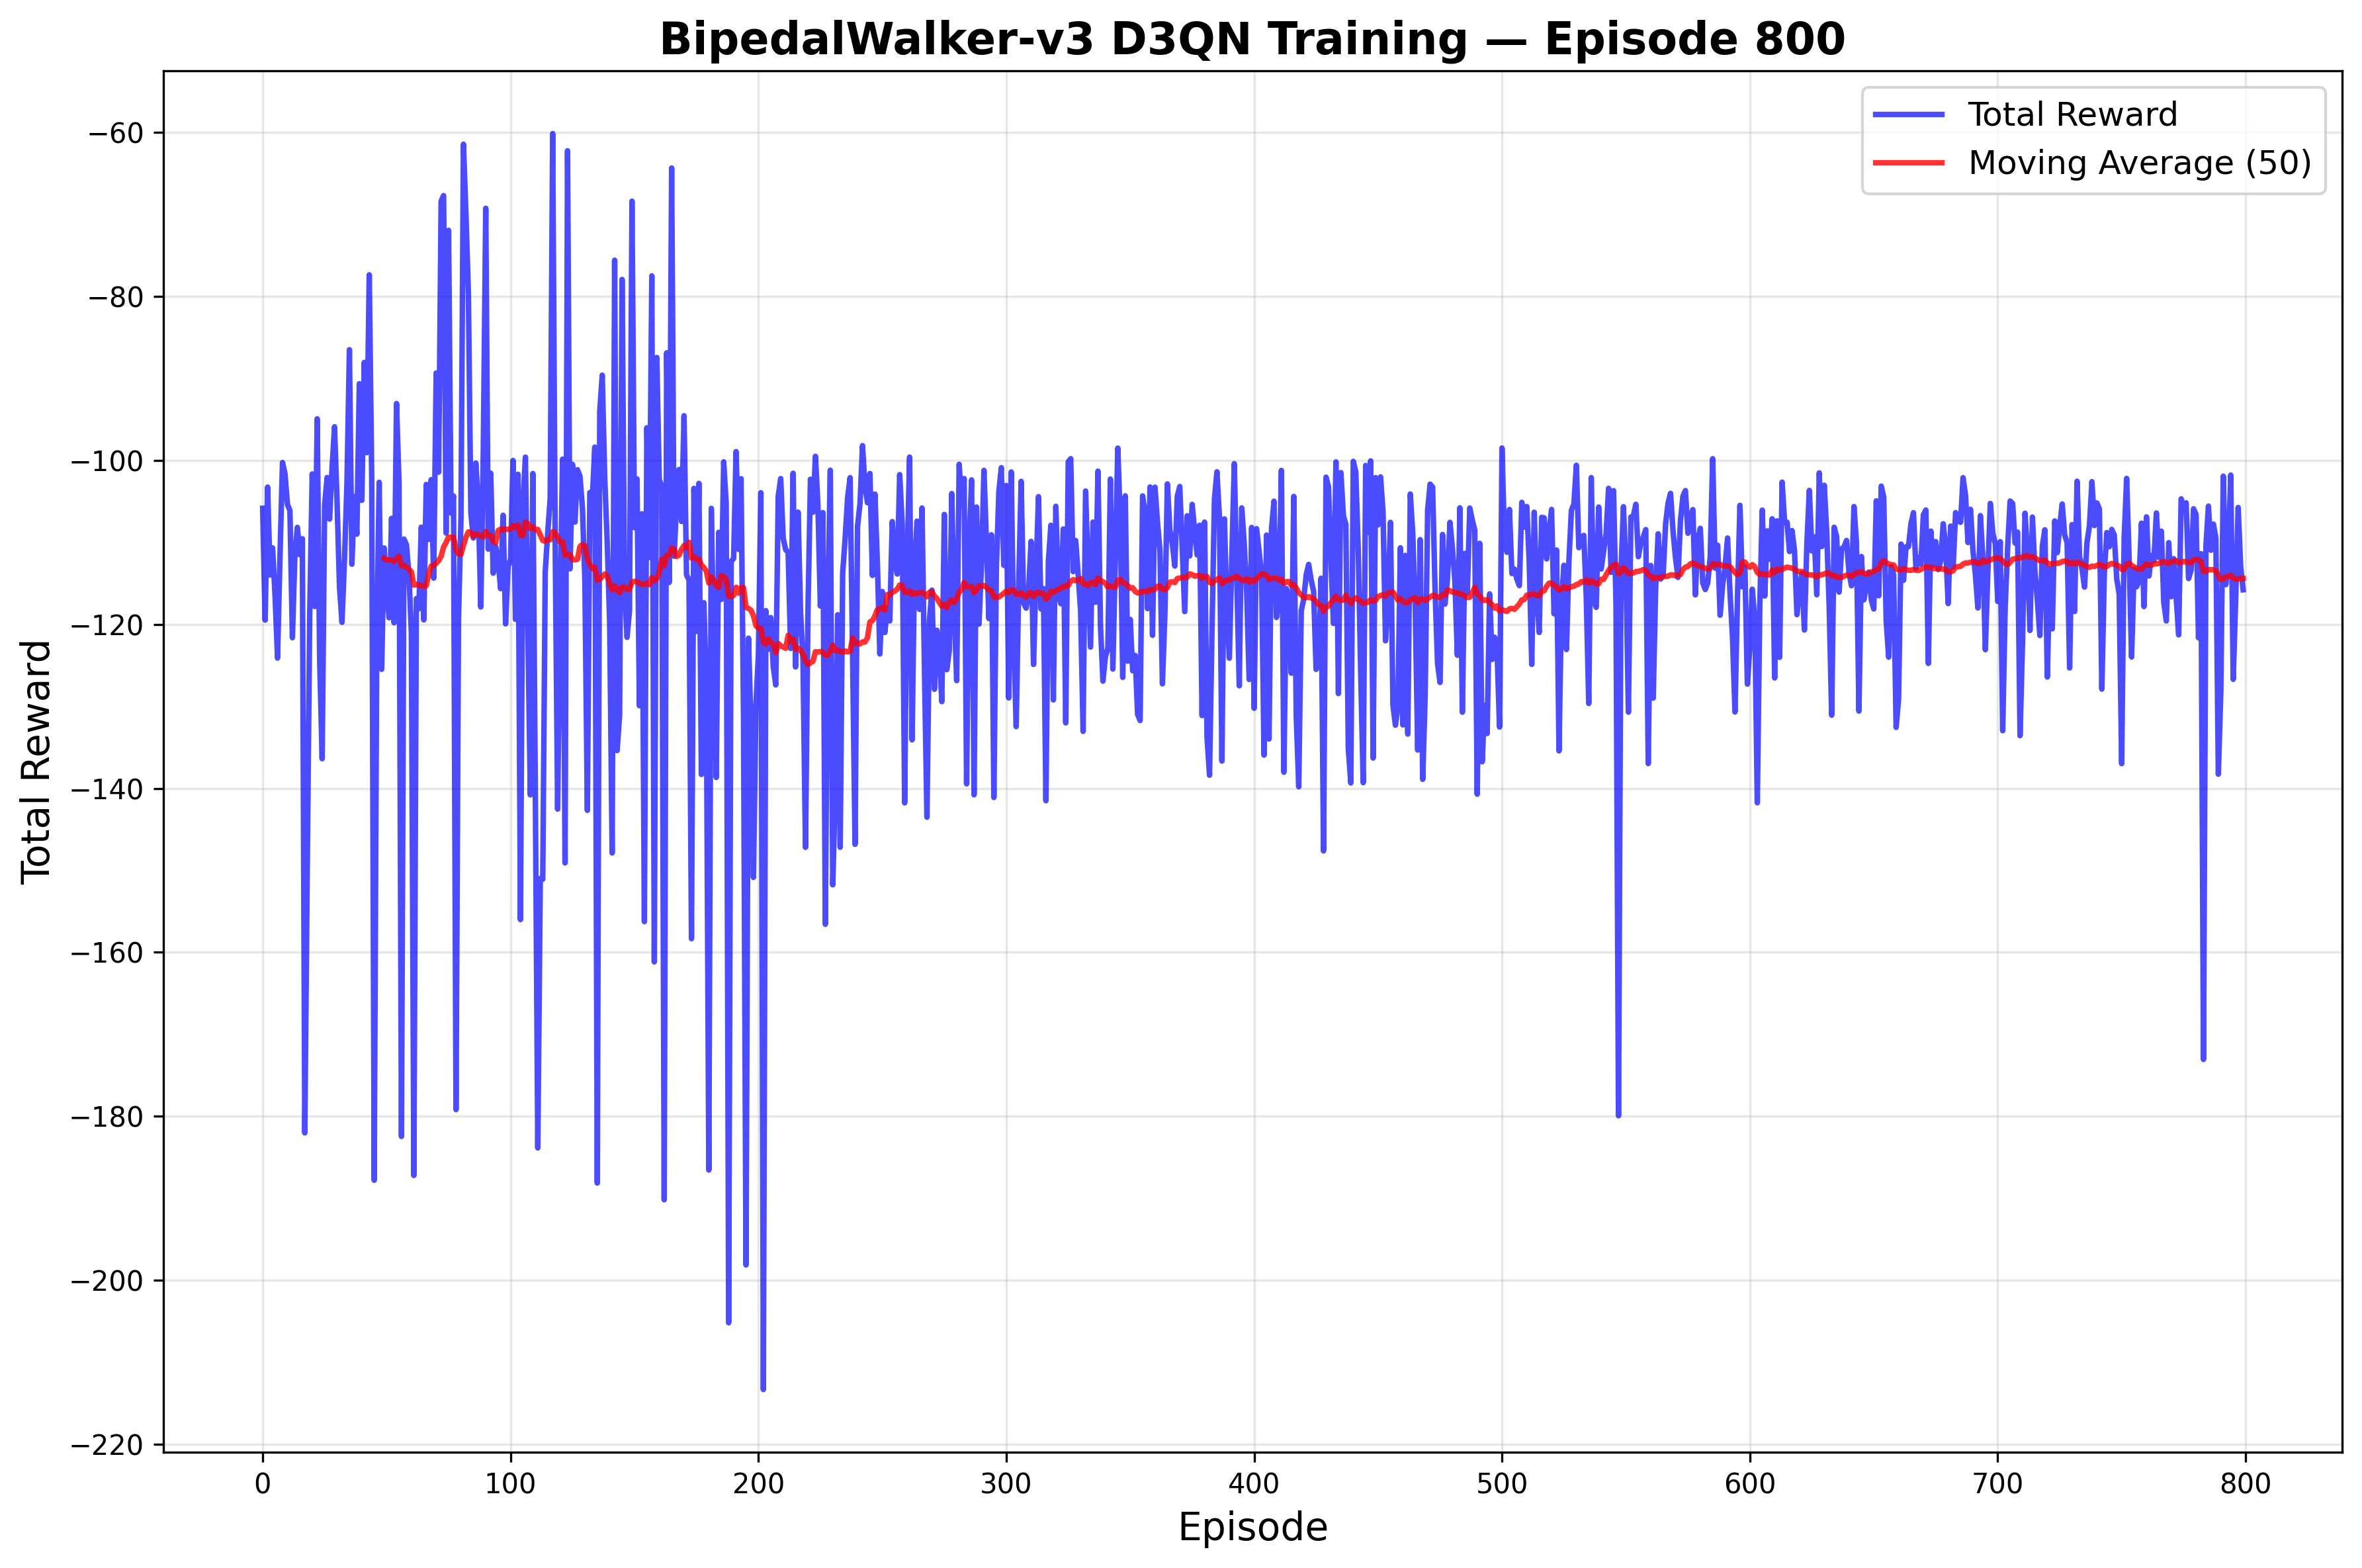 BipedalWalker-v3 D3QN Training — Episode 800
Total Reward
Moving Average (50)
−60
−80
−100
−120
−140
−160
−180
−200
−220
Total Reward
0 100 200 300 400 500 600 700 800
Episode